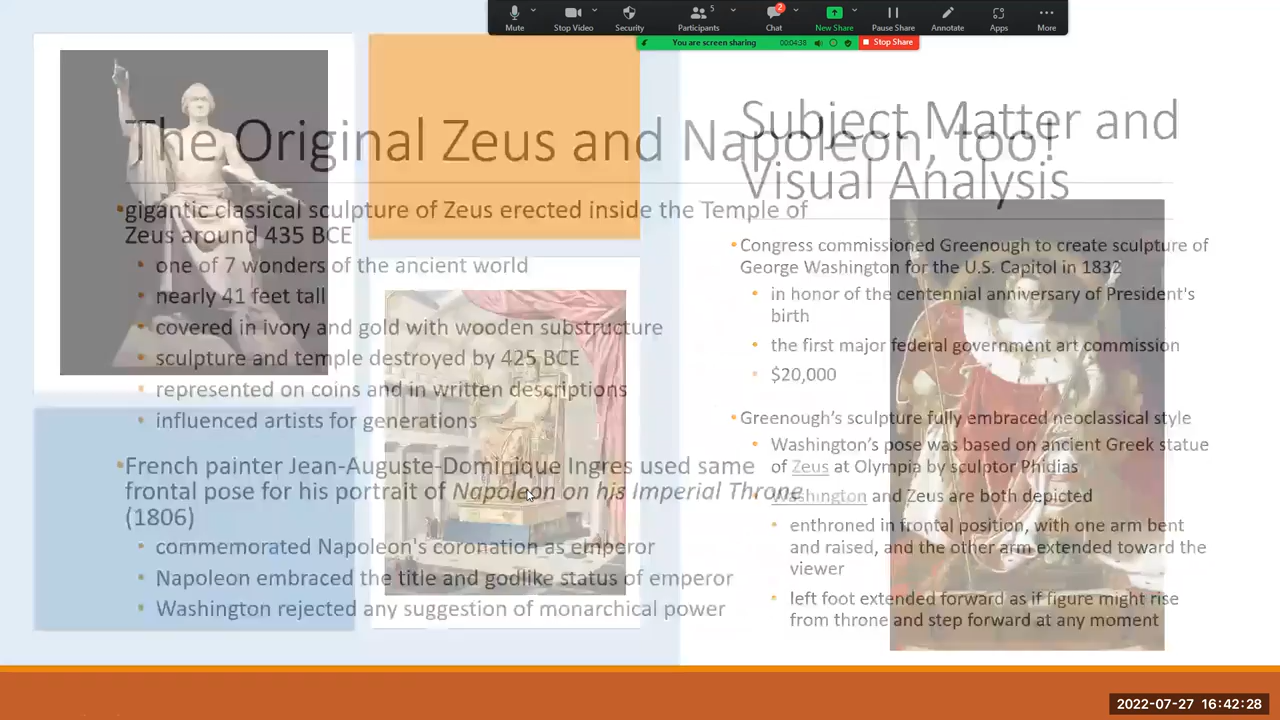 5
2
Mute
Stop Video
Security
Participants
Chat
New Share
Pause Share
Annotate
Apps
More
You are screen sharing
00:04:38
Stop Share
The Original Zeus and Napoleon, too!
•gigantic classical sculpture of Zeus erected inside the Temple of
Zeus around 435 BCE
• one of 7 wonders of the ancient world
• nearly 41 feet tall
• covered in ivory and gold with wooden substructure
• sculpture and temple destroyed by 425 BCE
• represented on coins and in written descriptions
• influenced artists for generations
•French painter Jean-Auguste-Dominique Ingres used same
frontal pose for his portrait of Napoleon on his Imperial Throne
(1806)
• commemorated Napoleon's coronation as emperor
• Napoleon embraced the title and godlike status of emperor
• Washington rejected any suggestion of monarchical power
Subject Matter and
Visual Analysis
• Congress commissioned Greenough to create sculpture of
George Washington for the U.S. Capitol in 1832
• in honor of the centennial anniversary of President's
birth
• the first major federal government art commission
• $20,000
• Greenough’s sculpture fully embraced neoclassical style
• Washington’s pose was based on ancient Greek statue
of Zeus at Olympia by sculptor Phidias
• Washington and Zeus are both depicted
• enthroned in frontal position, with one arm bent
and raised, and the other arm extended toward the
viewer
• left foot extended forward as if figure might rise
from throne and step forward at any moment
2022-07-27 16:42:28